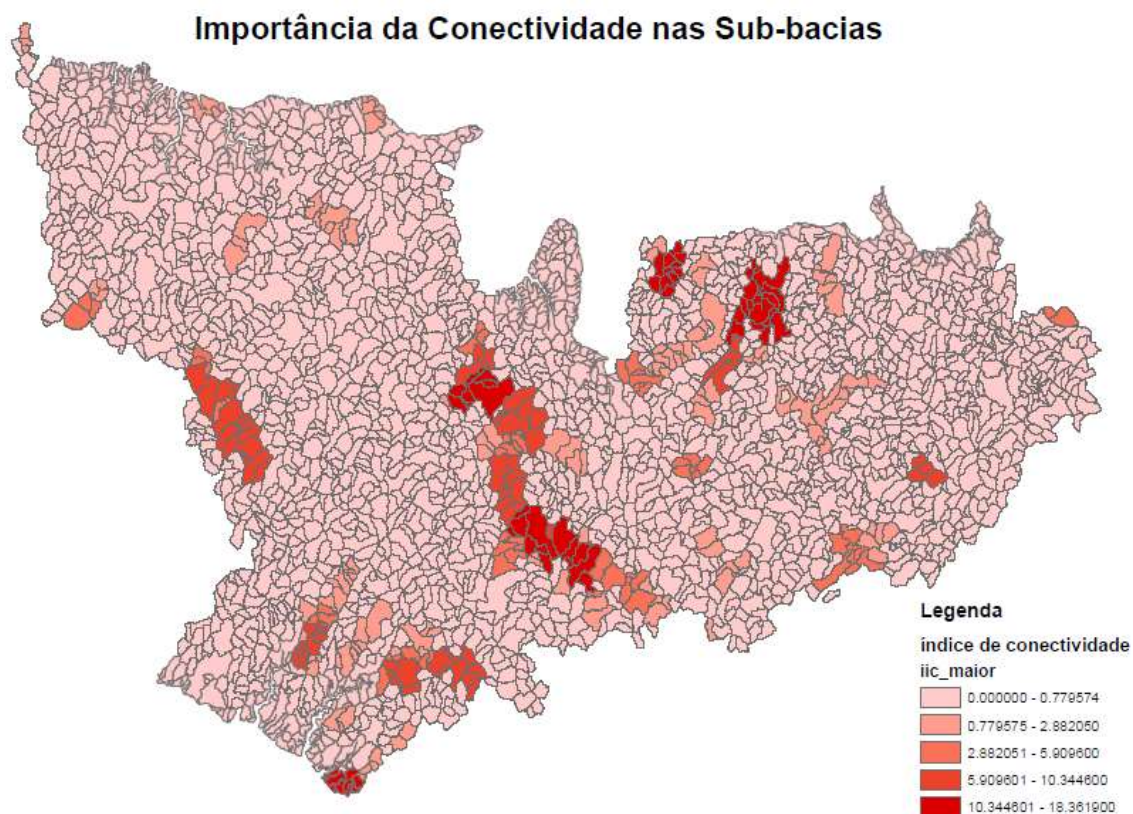 Importância da Conectividade nas Sub-bacias
Legenda
índice de conectividade
iic_maior
0.000000 - 0.779574
0.779575 - 2.882050
2.882051 - 5.909600
5.909601 - 10.344600
10.344601 - 18.361900